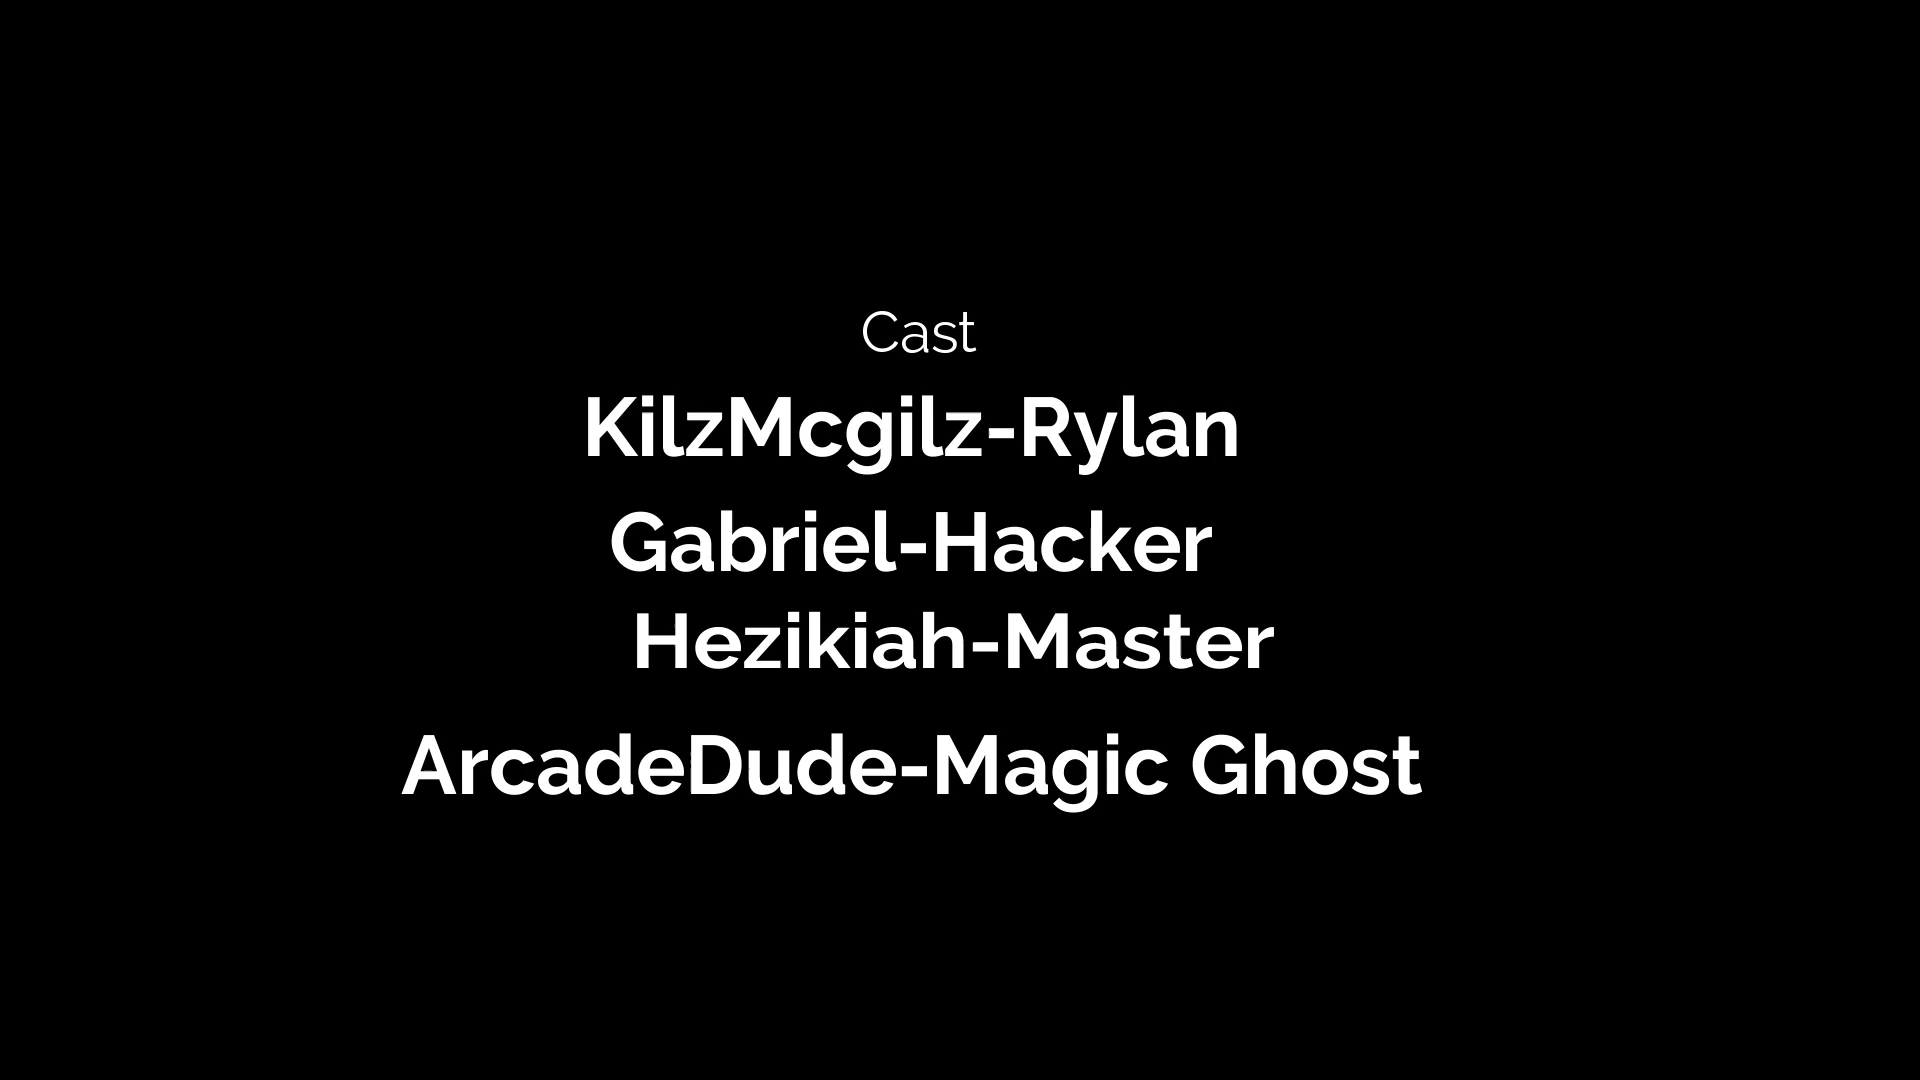 Cast
KilzMcgilz-Rylan
Gabriel-Hacker
Hezikiah-Master
ArcadeDude-Magic Ghost